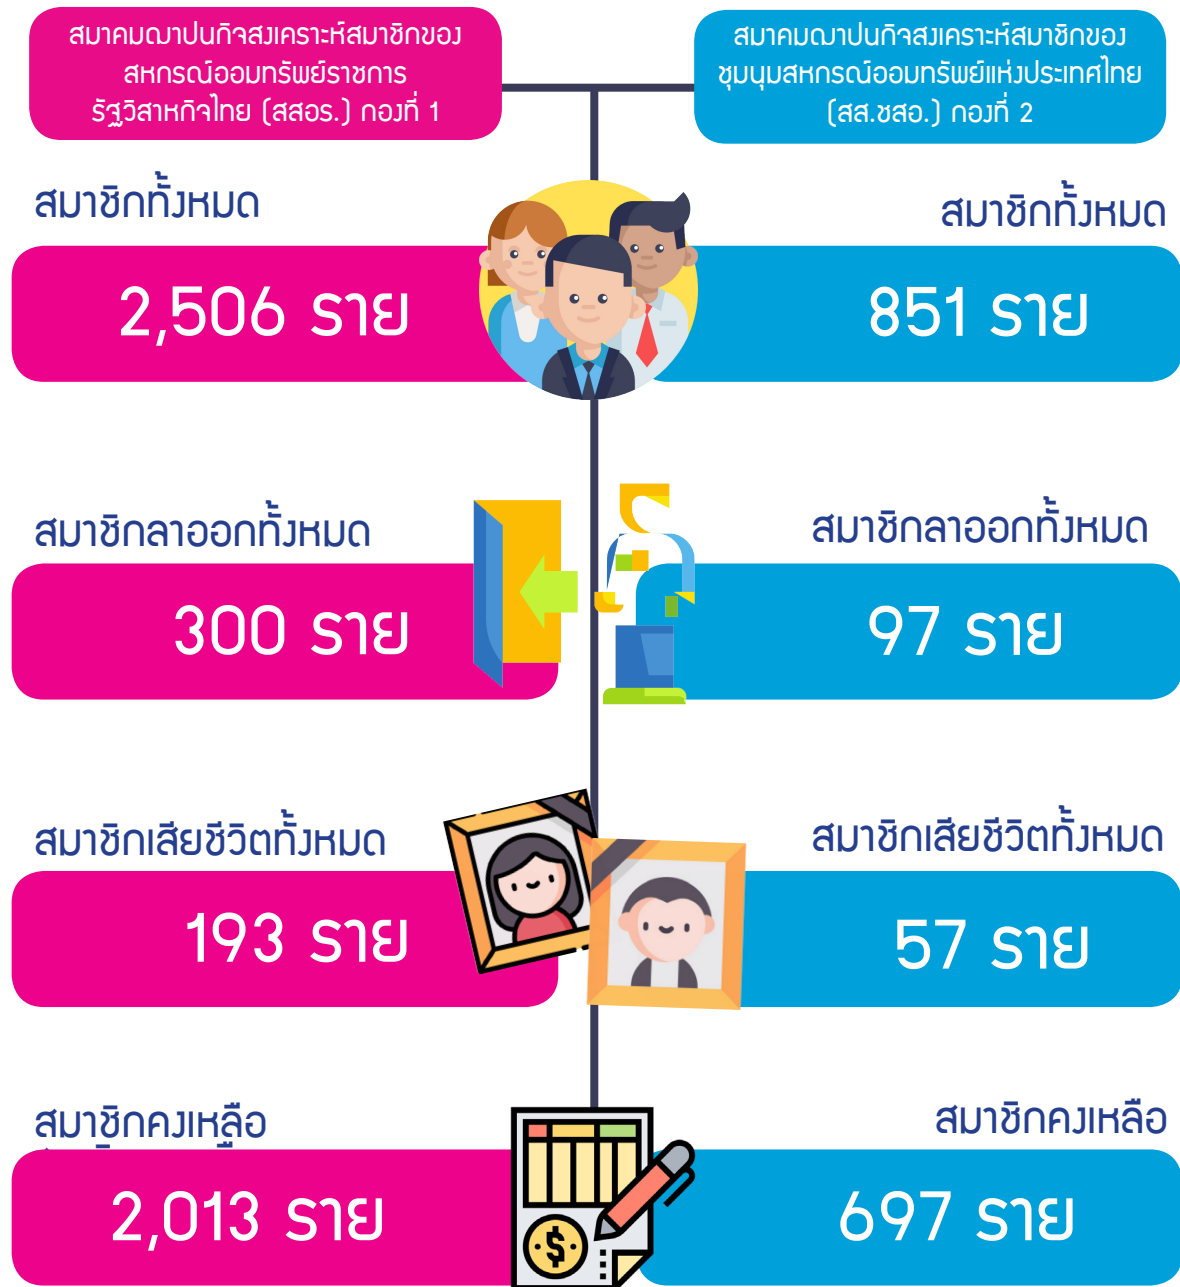 สมาคมฌาปนกิจสงเคราะห์สมาชิกของ
สหกรณ์ออมทรัพย์ราชการ
รัฐวิสาหกิจไทย (สสอร.) กองที่ 1
สมาคมฌาปนกิจสงเคราะห์สมาชิกของ
ชุมนุมสหกรณ์ออมทรัพย์แห่งประเทศไทย
(สส.ชสอ.) กองที่ 2
สมาชิกทั้งหมด
2,506 ราย
สมาชิกทั้งหมด
851 ราย
สมาชิกลาออกทั้งหมด
300 ราย
สมาชิกลาออกทั้งหมด
97 ราย
สมาชิกเสียชีวิตทั้งหมด
193 ราย
สมาชิกเสียชีวิตทั้งหมด
57 ราย
สมาชิกคงเหลือ
2,013 ราย
สมาชิกคงเหลือ
697 ราย
$